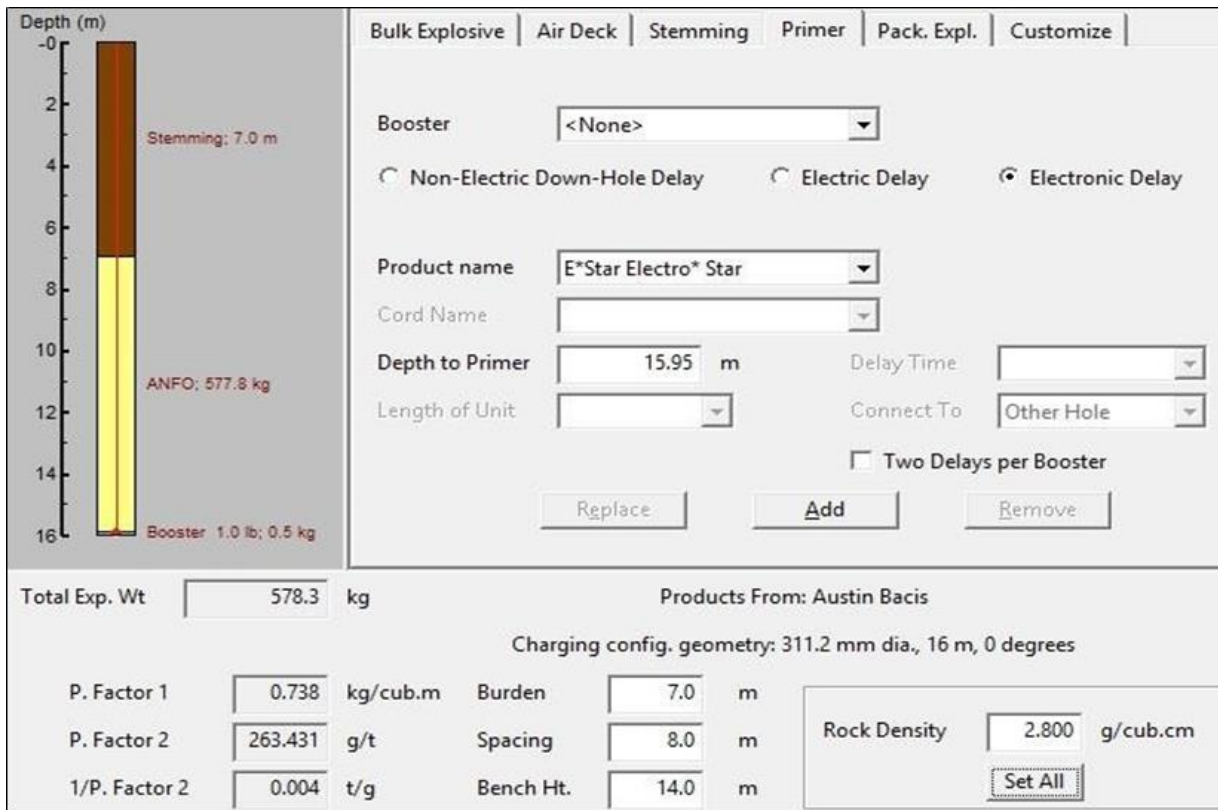 Depth (m)
-0
2
4
6
8
10
12
14
16
Stemming; 7.0 m
ANFO; 577.8 kg
Booster 1.0 lb; 0.5 kg
Bulk Explosive Air Deck Stemming Primer Pack. Expl. Customize
Booster <None>
Non-Electric Down-Hole Delay Electric Delay Electronic Delay
Product name E*Star Electro* Star
Cord Name
Depth to Primer 15.95 m Delay Time
Length of Unit Connect To Other Hole
Two Delays per Booster
Replace Add Remove
Total Exp. Wt 578.3 kg Products From: Austin Bacis
Charging config. geometry: 311.2 mm dia., 16 m, 0 degrees
P. Factor 1 0.738 kg/cub.m Burden 7.0 m
P. Factor 2 263.431 g/t Spacing 8.0 m Rock Density 2.800 g/cub.cm
1/P. Factor 2 0.004 t/g Bench Ht. 14.0 m Set All